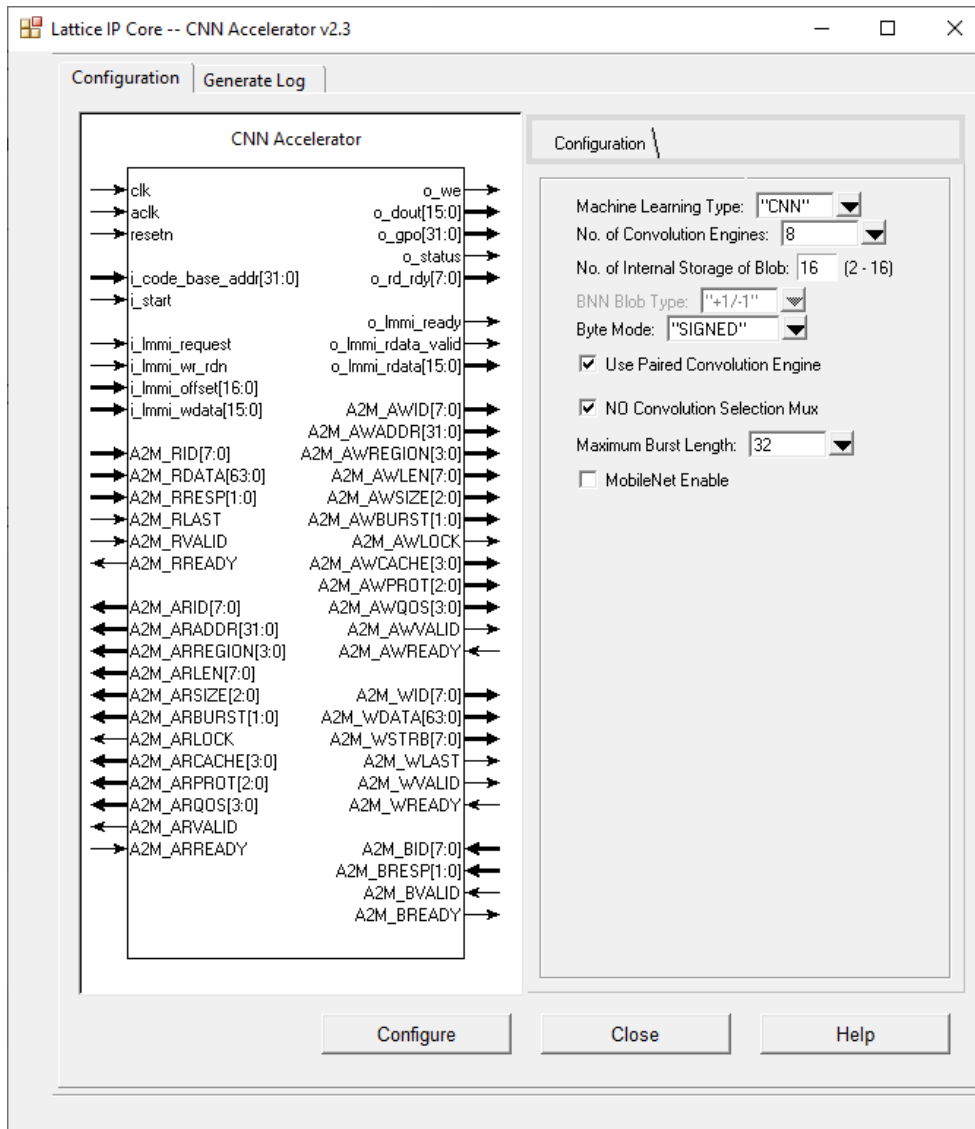 Lattice IP Core -- CNN Accelerator v2.3
Configuration
Generate Log
CNN Accelerator
clk
aclk
resetn
i_code_base_addr[31:0]
i_start
i_lmmi_request
i_lmmi_wr_rdn
i_lmmi_offset[16:0]
i_lmmi_wdata[15:0]
A2M_RID[7:0]
A2M_RDATA[63:0]
A2M_RRESP[1:0]
A2M_RLAST
A2M_RVALID
A2M_RREADY
A2M_ARID[7:0]
A2M_ARADDR[31:0]
A2M_ARREGION[3:0]
A2M_ARLEN[7:0]
A2M_ARSIZE[2:0]
A2M_ARBURST[1:0]
A2M_ARLOCK
A2M_ARCACHE[3:0]
A2M_ARPROT[2:0]
A2M_ARQOS[3:0]
A2M_ARVALID
A2M_ARREADY
o_we
o_dout[15:0]
o_gpo[31:0]
o_status
o_rd_rdy[7:0]
o_lmmi_ready
o_lmmi_rdata_valid
o_lmmi_rdata[15:0]
A2M_AWID[7:0]
A2M_AWADDR[31:0]
A2M_AWREGION[3:0]
A2M_AWLEN[7:0]
A2M_AWSIZE[2:0]
A2M_AWBURST[1:0]
A2M_AWLOCK
A2M_AWCACHE[3:0]
A2M_AWPROT[2:0]
A2M_AWQOS[3:0]
A2M_AWVALID
A2M_AWREADY
A2M_WID[7:0]
A2M_WDATA[63:0]
A2M_WSTRB[7:0]
A2M_WLAST
A2M_WVALID
A2M_WREADY
A2M_BID[7:0]
A2M_BRESP[1:0]
A2M_BVALID
A2M_BREADY
Configuration
Machine Learning Type: "CNN"
No. of Convolution Engines: 8
No. of Internal Storage of Blob: 16 (2 - 16)
BNN Blob Type: "+1/-1"
Byte Mode: "SIGNED"
Use Paired Convolution Engine
NO Convolution Selection Mux
Maximum Burst Length: 32
MobileNet Enable
Configure
Close
Help